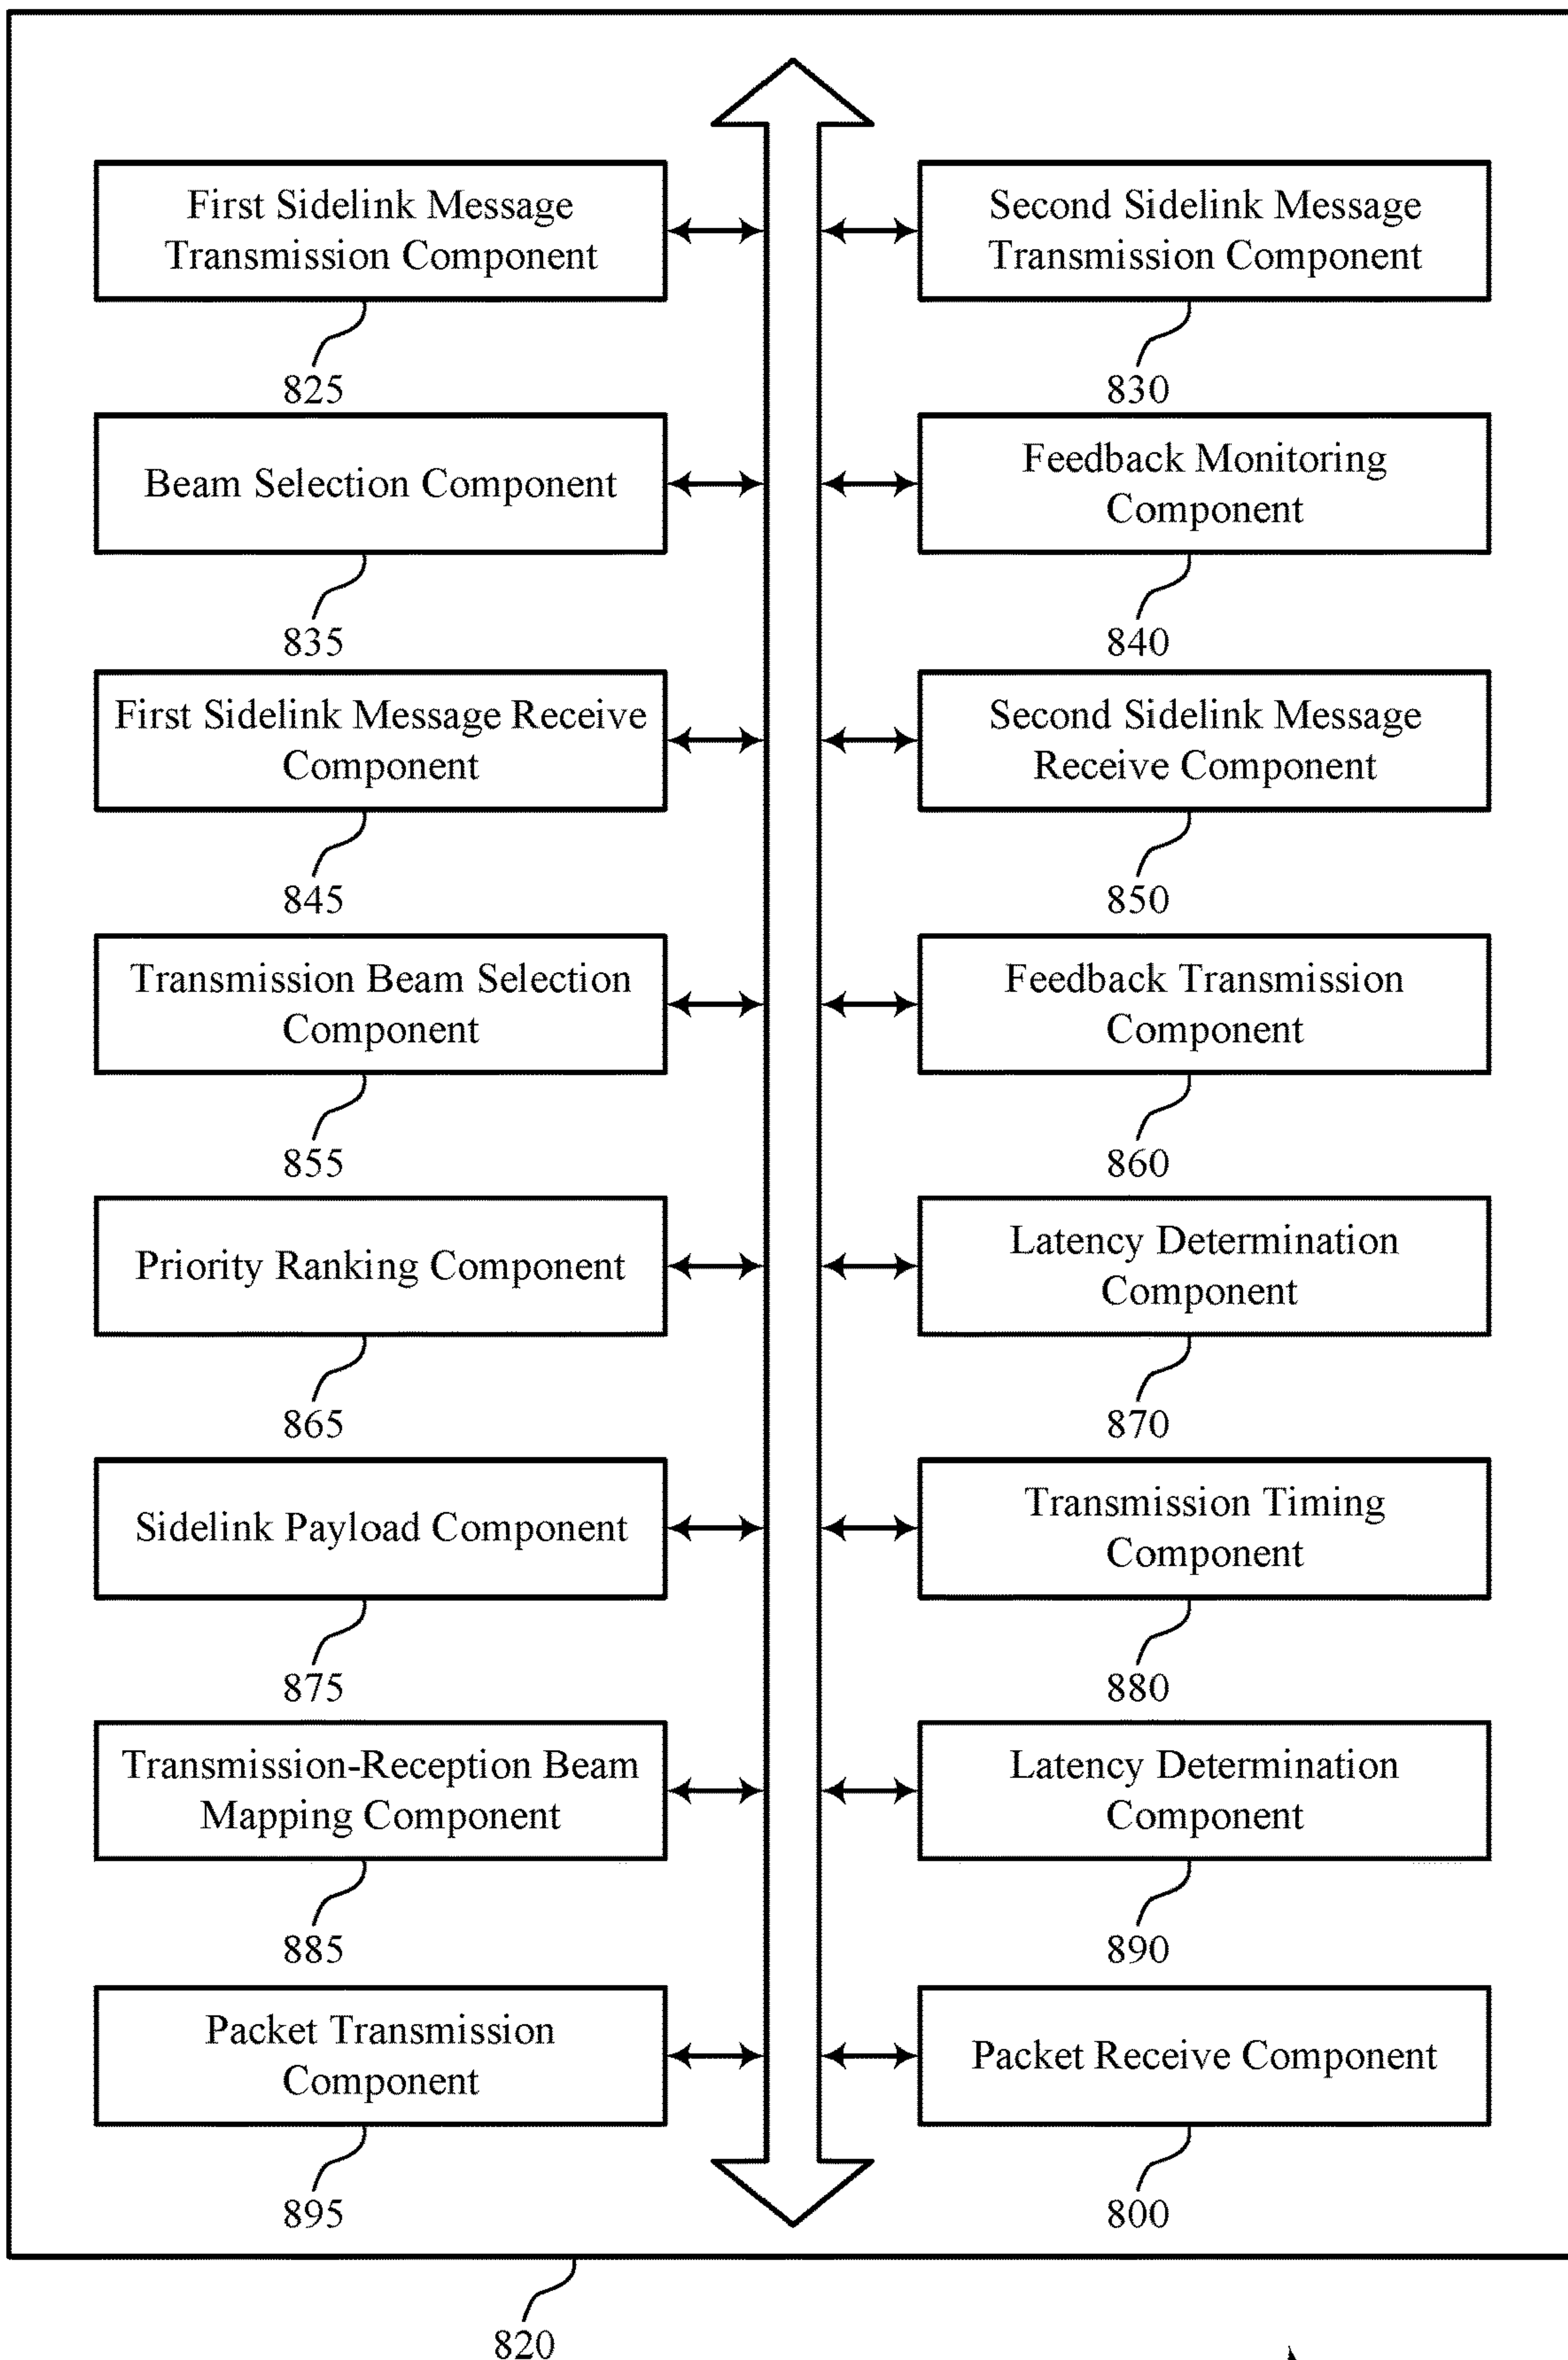 First Sidelink Message
Transmission Component
825
Second Sidelink Message
Transmission Component
830
Beam Selection Component
835
Feedback Monitoring
Component
840
First Sidelink Message Receive
Component
845
Second Sidelink Message
Receive Component
850
Transmission Beam Selection
Component
855
Feedback Transmission
Component
860
Priority Ranking Component
865
Latency Determination
Component
870
Sidelink Payload Component
875
Transmission Timing
Component
880
Transmission-Reception Beam
Mapping Component
885
Latency Determination
Component
890
Packet Transmission
Component
895
Packet Receive Component
800
820